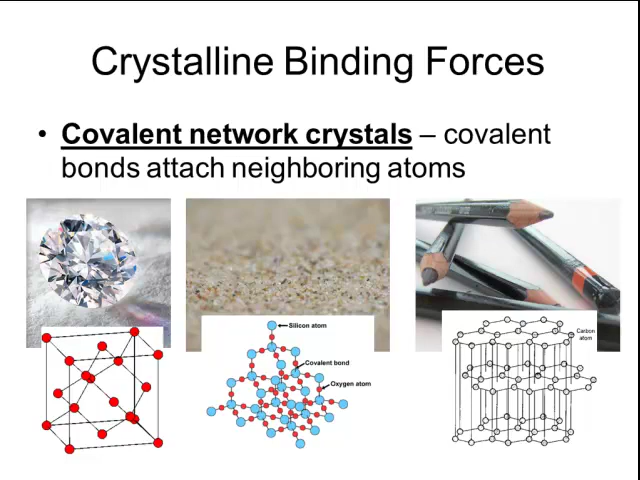 Crystalline Binding Forces
• Covalent network crystals – covalent
bonds attach neighboring atoms
Silicon atom
Covalent bond
Oxygen atom
Carbon
atom